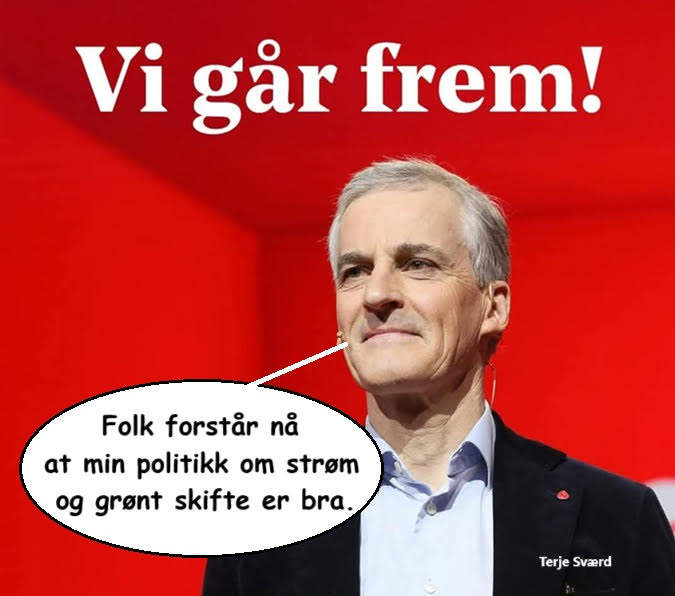 Vi går frem!
Folk forstår nå
at min politikk om strøm
og grønt skifte er bra.
Terje Sværd